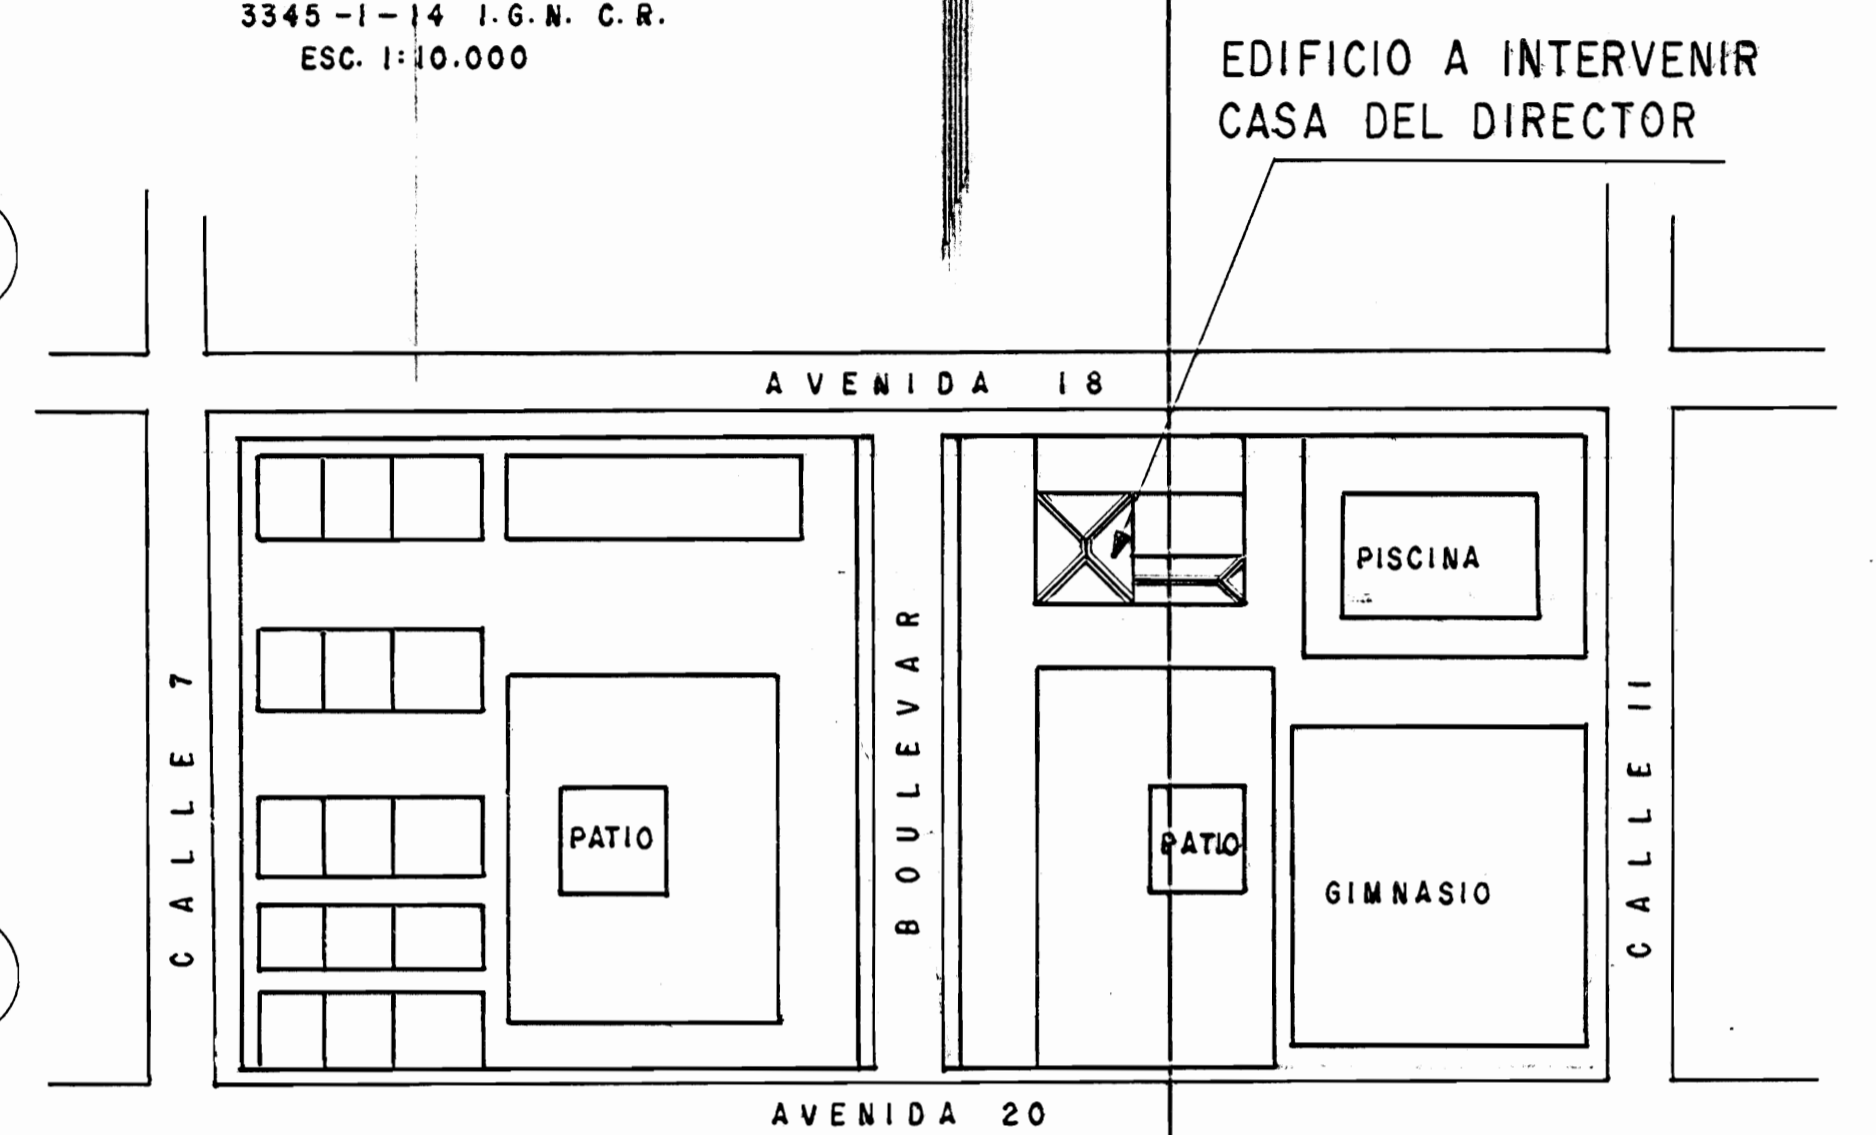 3345-1-14 I.G.N. C.R.
ESC. 1:10.000
EDIFICIO A INTERVENIR
CASA DEL DIRECTOR
AVENIDA 18
PISCINA
CALLE 7
BOULEVAR
CALLE 11
PATIO
PATIO
GIMNASIO
AVENIDA 20